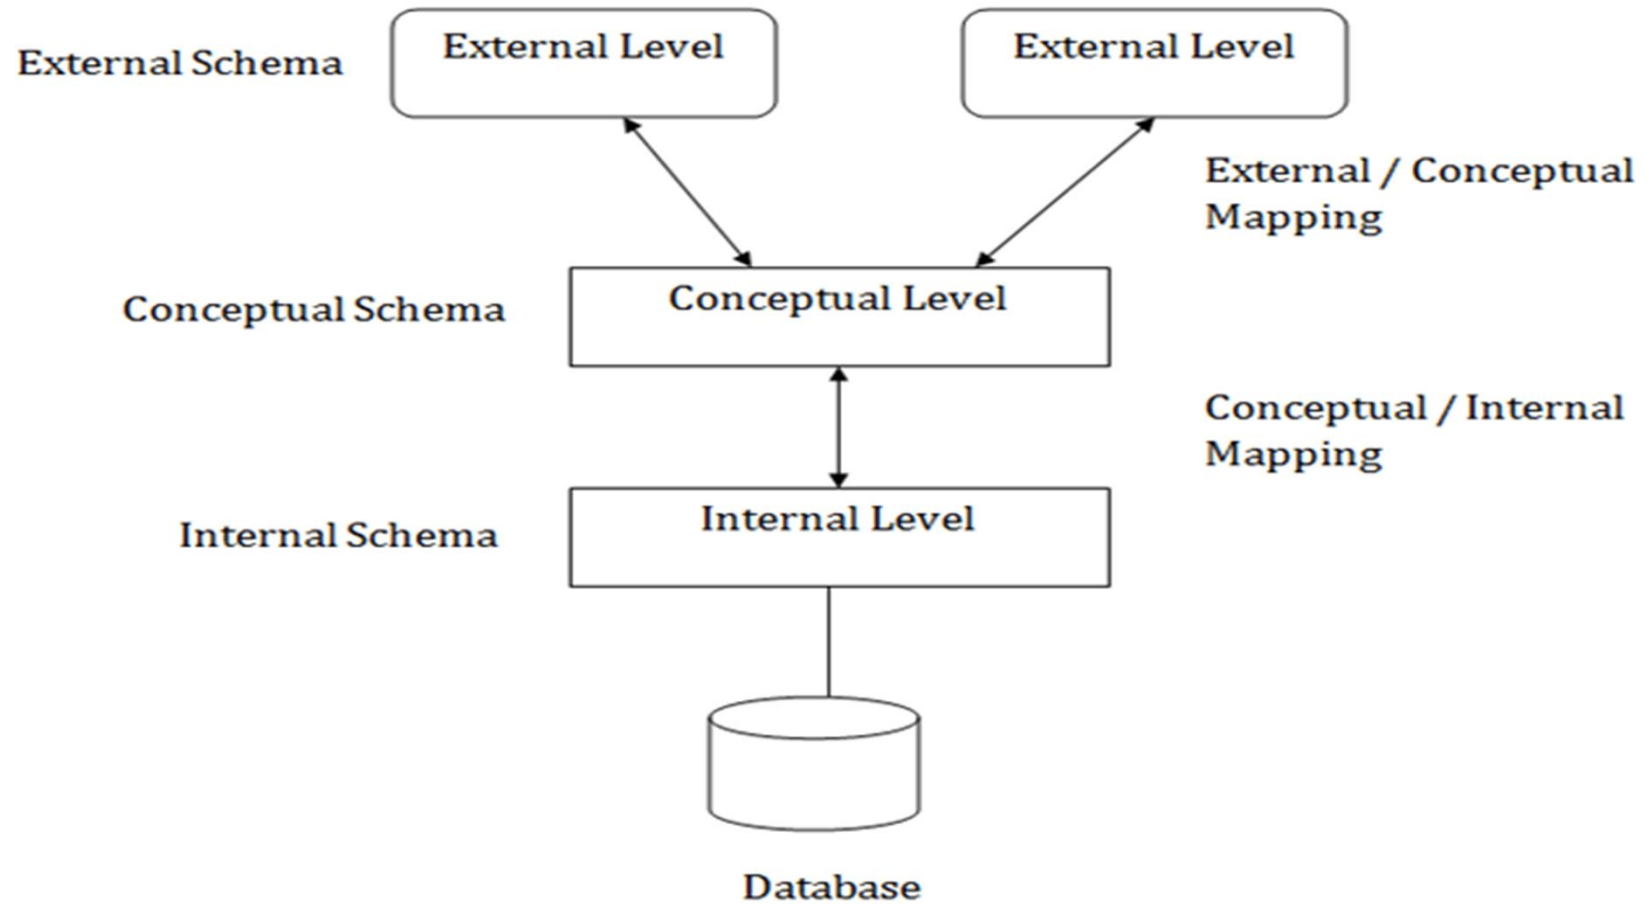 External Schema
External Level
External Level
External / Conceptual
Mapping
Conceptual Schema
Conceptual Level
Conceptual / Internal
Mapping
Internal Schema
Internal Level
Database